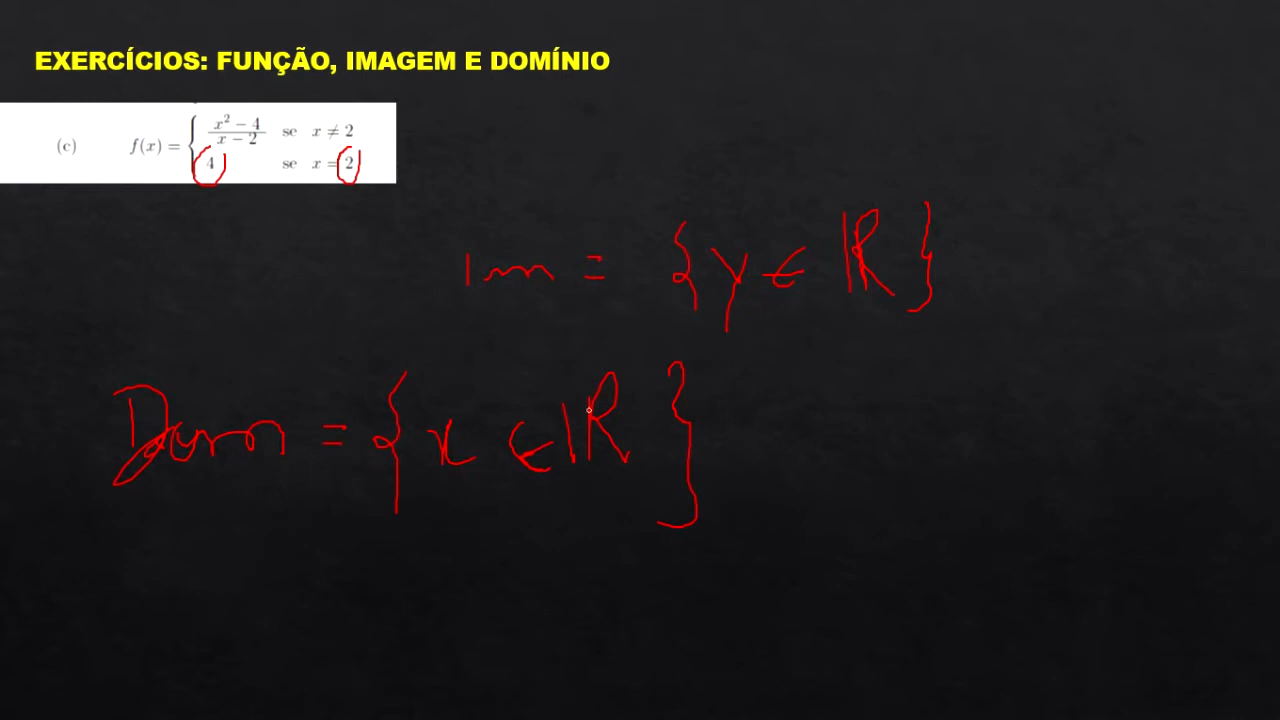 EXERCÍCIOS: FUNÇÃO, IMAGEM E DOMÍNIO
(c) f(x) = { (x² − 4)/(x − 2) se x ≠ 2
4 se x = 2
Im = {y ∈ ℝ}
Dom = {x ∈ ℝ}